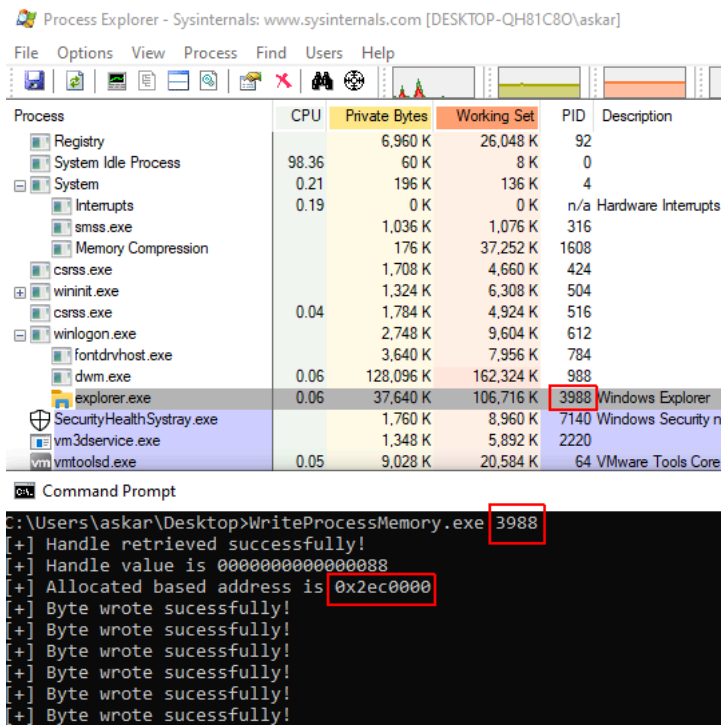 Process Explorer - Sysinternals: www.sysinternals.com [DESKTOP-QH81C8O\askar]
File Options View Process Find Users Help
Process CPU Private Bytes Working Set PID Description
Registry 6,960 K 26,048 K 92
System Idle Process 98.36 60 K 8 K 0
System 0.21 196 K 136 K 4
Interrupts 0.19 0 K 0 K n/a Hardware Interrupts
smss.exe 1,036 K 1,076 K 316
Memory Compression 176 K 37,252 K 1608
csrss.exe 1,708 K 4,660 K 424
wininit.exe 1,324 K 6,308 K 504
csrss.exe 0.04 1,784 K 4,924 K 516
winlogon.exe 2,748 K 9,604 K 612
fontdrvhost.exe 3,640 K 7,956 K 784
dwm.exe 0.06 128,096 K 162,324 K 988
explorer.exe 0.06 37,640 K 106,716 K 3988 Windows Explorer
SecurityHealthSystray.exe 1,760 K 8,960 K 7140 Windows Security n
vm3dservice.exe 1,348 K 5,892 K 2220
vm vmtoolsd.exe 0.05 9,028 K 20,584 K 64 VMware Tools Core
Command Prompt
C:\Users\askar\Desktop>WriteProcessMemory.exe 3988
[+] Handle retrieved successfully!
[+] Handle value is 0000000000000088
[+] Allocated based address is 0x2ec0000
[+] Byte wrote sucessfully!
[+] Byte wrote sucessfully!
[+] Byte wrote sucessfully!
[+] Byte wrote sucessfully!
[+] Byte wrote sucessfully!
[+] Byte wrote sucessfully!